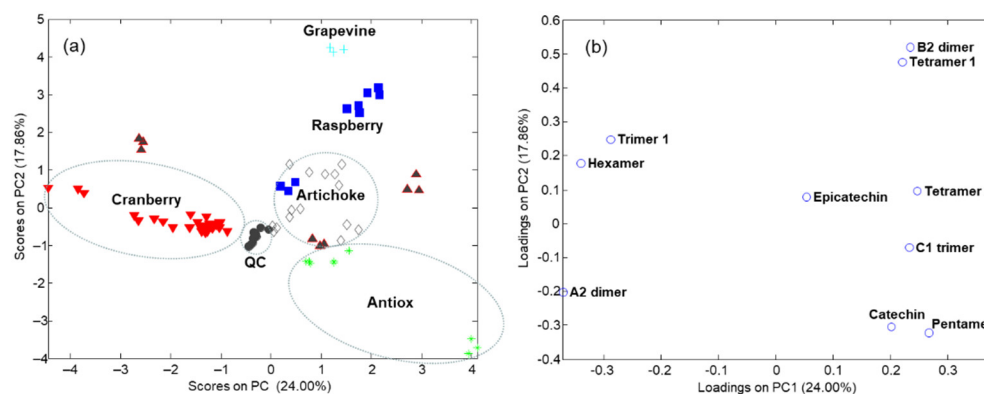 (a)
Scores on PC2 (17.86%)
5
4
3
2
1
0
–1
–2
–3
–4
Grapevine
Raspberry
Cranberry
Artichoke
QC
Antiox
–4 –3 –2 –1 0 1 2 3 4
Scores on PC (24.00%)
(b)
Loadings on PC2 (17.86%)
0.6
0.5
0.4
0.3
0.2
0.1
0
-0.1
-0.2
-0.3
-0.4
B2 dimer
Tetramer 1
Trimer 1
Hexamer
Epicatechin
Tetramer
C1 trimer
A2 dimer
Catechin
Pentame
-0.3 -0.2 -0.1 0 0.1 0.2 0.3
Loadings on PC1 (24.00%)